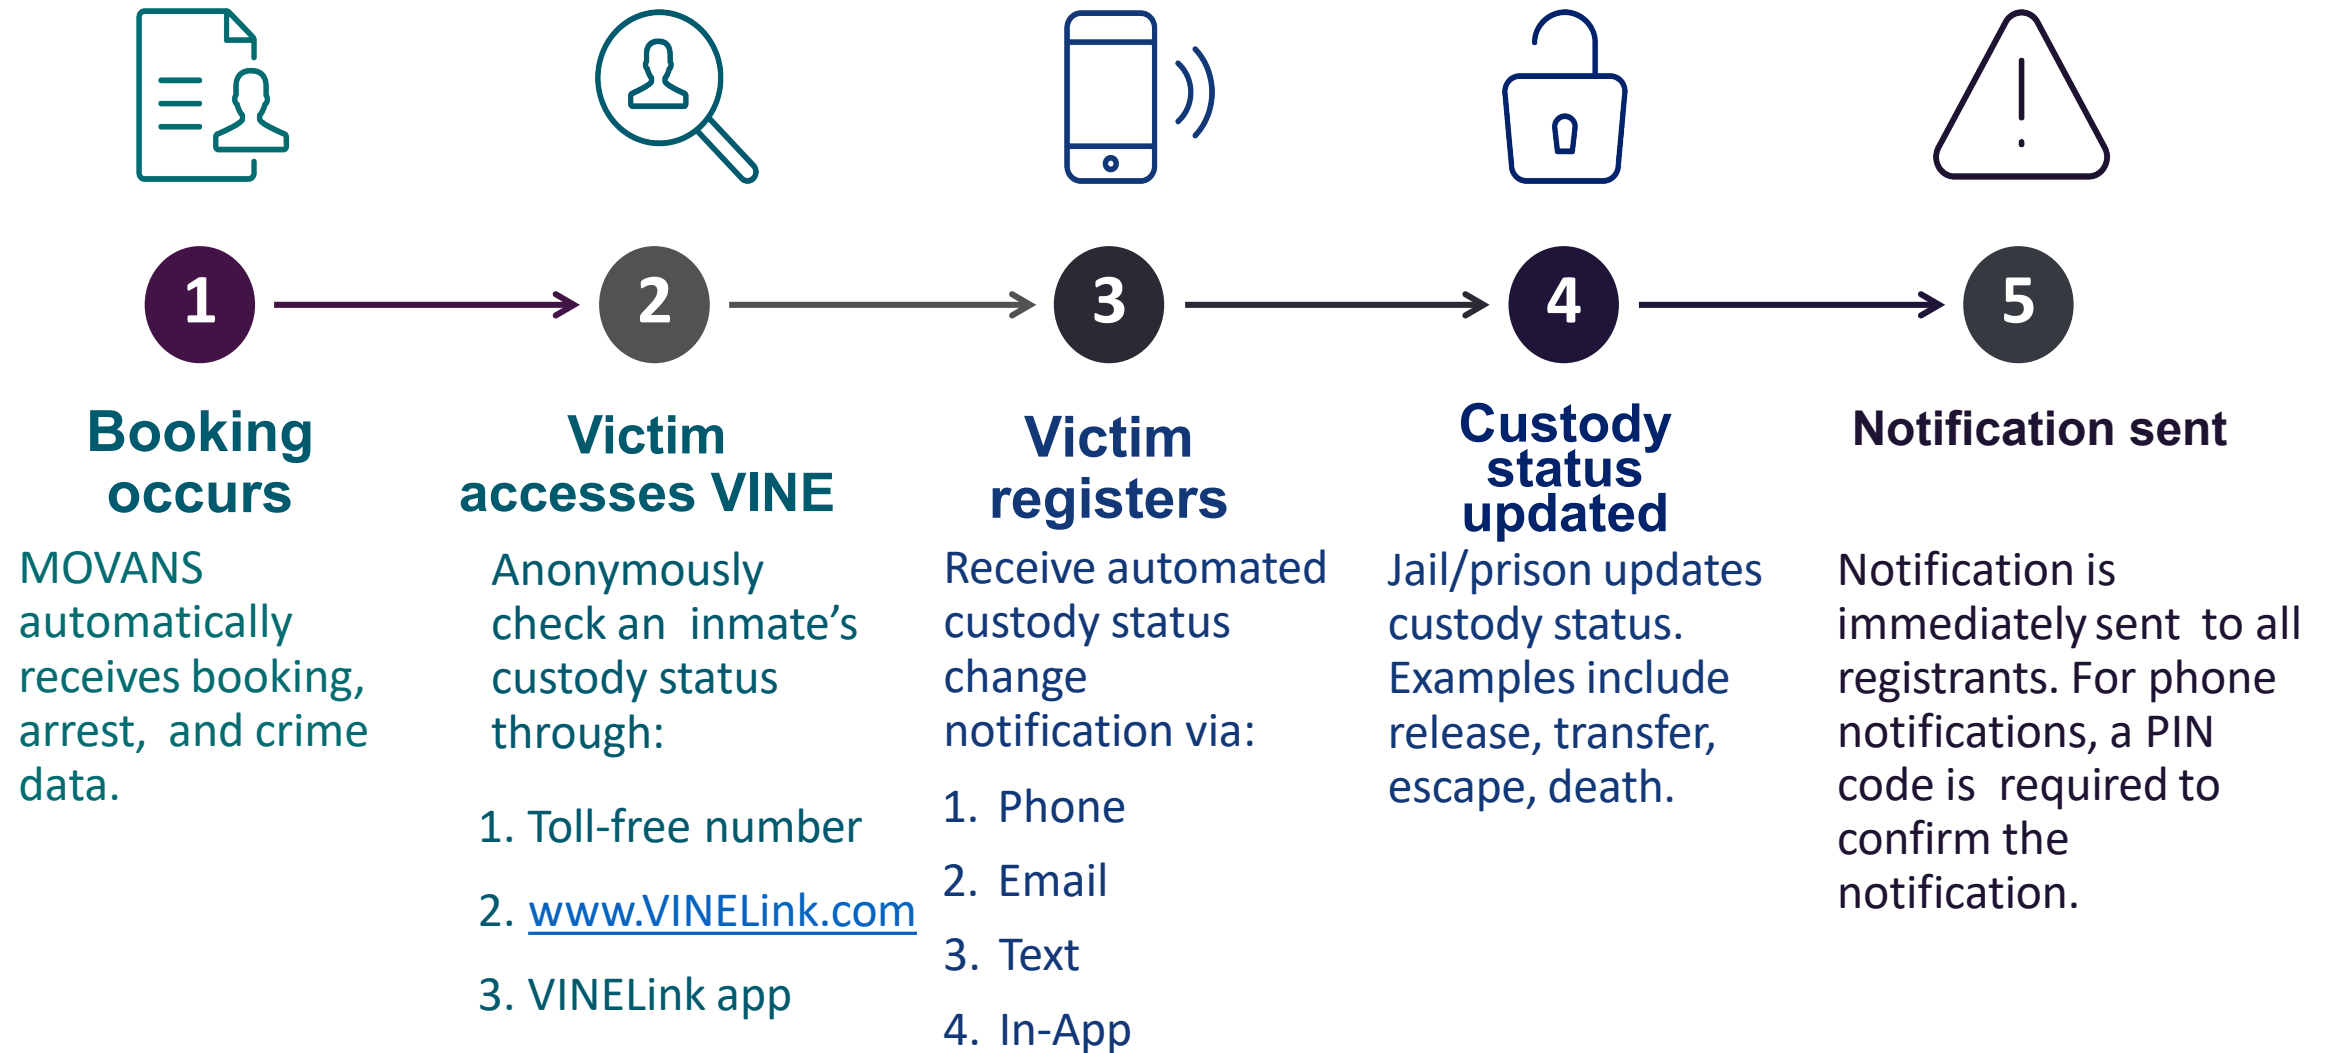 1
2
3
4
5
Booking
occurs
MOVANS
automatically
receives booking,
arrest, and crime
data.
Victim
accesses VINE
Anonymously
check an inmate’s
custody status
through:
1. Toll-free number
2. www.VINELink.com
3. VINELink app
Victim
registers
Receive automated
custody status
change
notification via:
1. Phone
2. Email
3. Text
4. In-App
Custody
status
updated
Jail/prison updates
custody status.
Examples include
release, transfer,
escape, death.
Notification sent
Notification is
immediately sent to all
registrants. For phone
notifications, a PIN
code is required to
confirm the
notification.